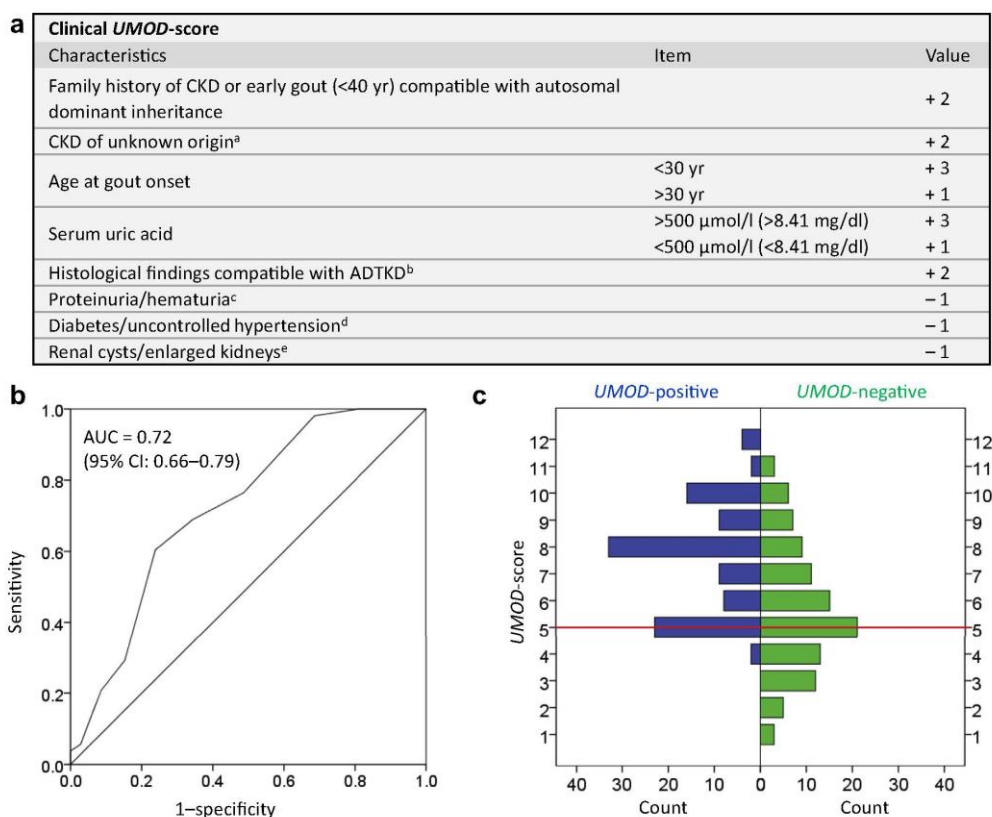 a
Clinical UMOD-score
Characteristics Item Value
Family history of CKD or early gout (<40 yr) compatible with autosomal
dominant inheritance
+ 2
CKD of unknown originᵃ + 2
Age at gout onset
<30 yr + 3
>30 yr + 1
Serum uric acid
>500 μmol/l (>8.41 mg/dl) + 3
<500 μmol/l (<8.41 mg/dl) + 1
Histological findings compatible with ADTKDᵇ + 2
Proteinuria/hematuriaᶜ – 1
Diabetes/uncontrolled hypertensionᵈ – 1
Renal cysts/enlarged kidneysᵉ – 1
b
AUC = 0.72
(95% CI: 0.66–0.79)
Sensitivity
1.0
0.8
0.6
0.4
0.2
0.0
0.0 0.2 0.4 0.6 0.8 1.0
1–specificity
c
UMOD-positive UMOD-negative
UMOD-score
12 12
11 11
10 10
9 9
8 8
7 7
6 6
5 5
4 4
3 3
2 2
1 1
40 30 20 10 0 10 20 30 40
Count Count